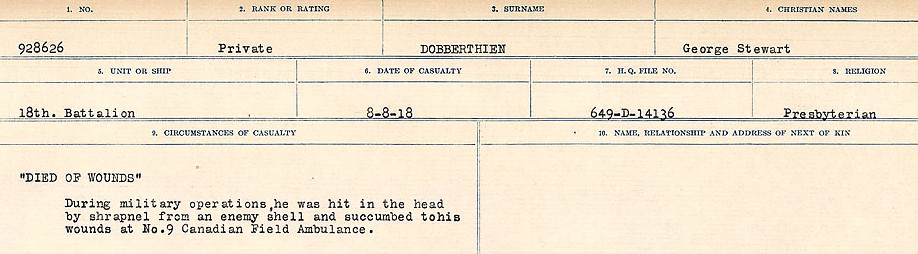 1. NO. 2. RANK OR RATING 3. SURNAME 4. CHRISTIAN NAMES
928626 Private DOBBERTHIEN George Stewart
5. UNIT OR SHIP 6. DATE OF CASUALTY 7. H.Q. FILE NO. 8. RELIGION
18th. Battalion 8-8-18 649-D-14136 Presbyterian
9. CIRCUMSTANCES OF CASUALTY 10. NAME, RELATIONSHIP AND ADDRESS OF NEXT OF KIN
"DIED OF WOUNDS"
During military operations,he was hit in the head
by shrapnel from an enemy shell and succumbed tohis
wounds at No.9 Canadian Field Ambulance.